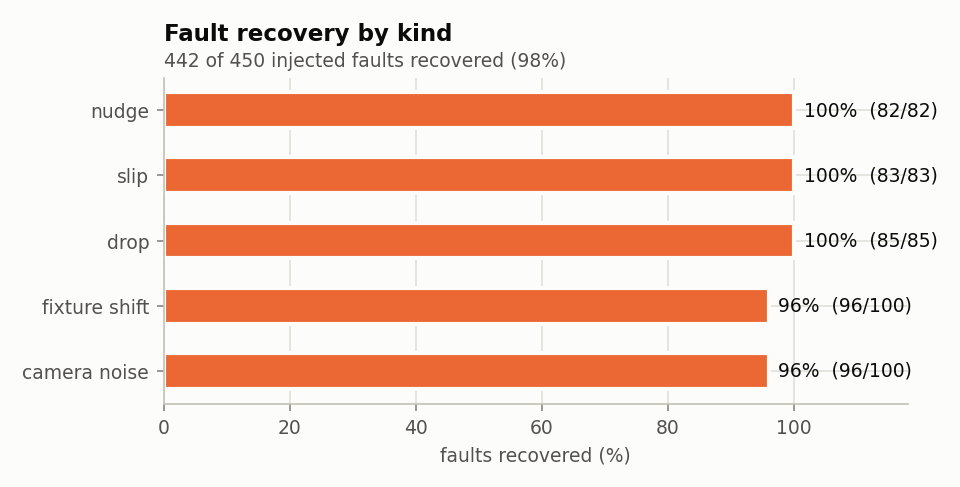 Fault recovery by kind
442 of 450 injected faults recovered (98%)
nudge 100% (82/82)
slip 100% (83/83)
drop 100% (85/85)
fixture shift 96% (96/100)
camera noise 96% (96/100)
0 20 40 60 80 100
faults recovered (%)